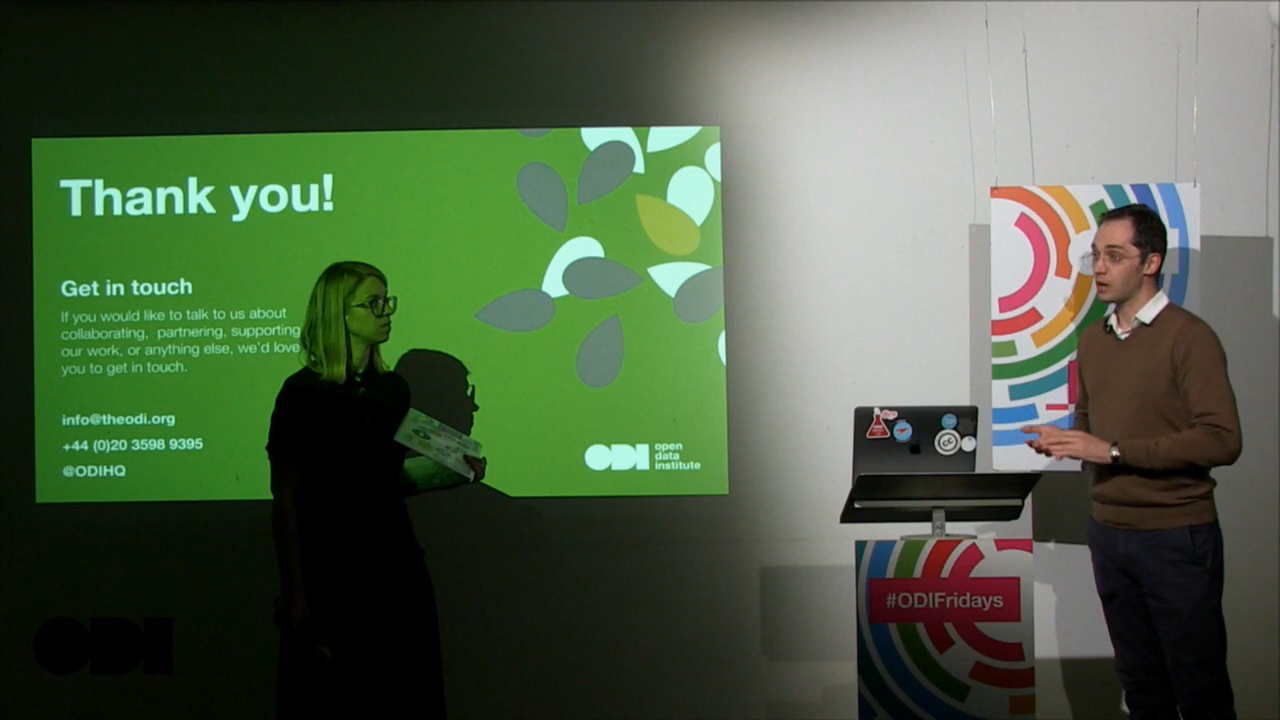 Thank you!
Get in touch
If you would like to talk to us about
collaborating, partnering, supporting
our work, or anything else, we'd love
you to get in touch.
info@theodi.org
+44 (0)20 3598 9395
@ODIHQ
ODI open
data
institute
#ODIFridays
CC
ODI